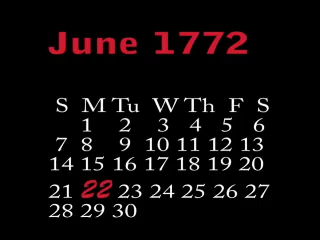 June 1772
S M Tu W Th F S
1 2 3 4 5 6
7 8 9 10 11 12 13
14 15 16 17 18 19 20
21 22 23 24 25 26 27
28 29 30